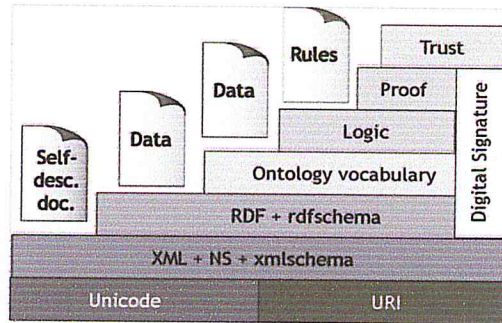 Rules
Trust
Data
Proof
Data
Logic
Self-
desc.
doc.
Ontology vocabulary
Digital Signature
RDF + rdfschema
XML + NS + xmlschema
Unicode
URI